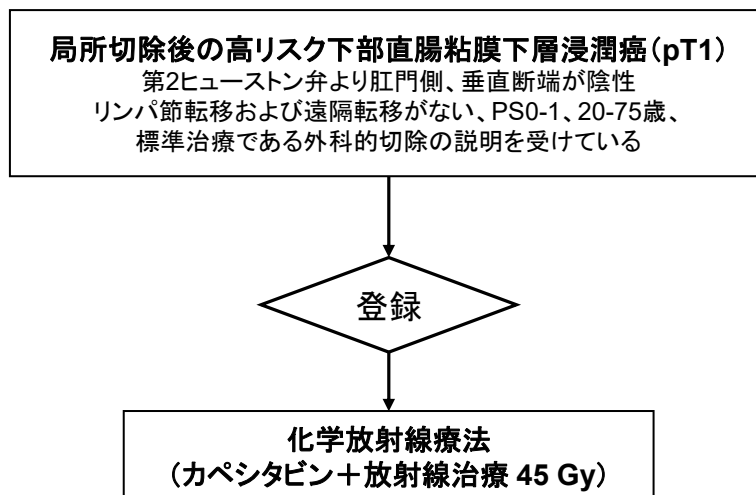 局所切除後の高リスク下部直腸粘膜下層浸潤癌（pT1）
第2ヒューストン弁より肛門側、垂直断端が陰性
リンパ節転移および遠隔転移がない、PS0-1、20-75歳、
標準治療である外科的切除の説明を受けている
登録
化学放射線療法
（カペシタビン＋放射線治療 45 Gy）